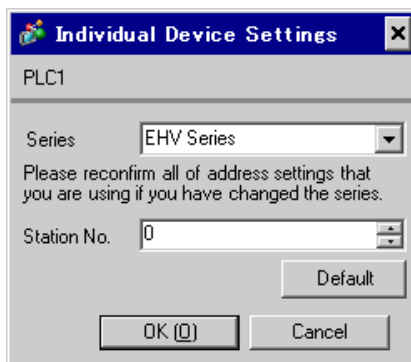 Individual Device Settings
PLC1
Series EHV Series
Please reconfirm all of address settings that
you are using if you have changed the series.
Station No. 0
Default
OK (O) Cancel